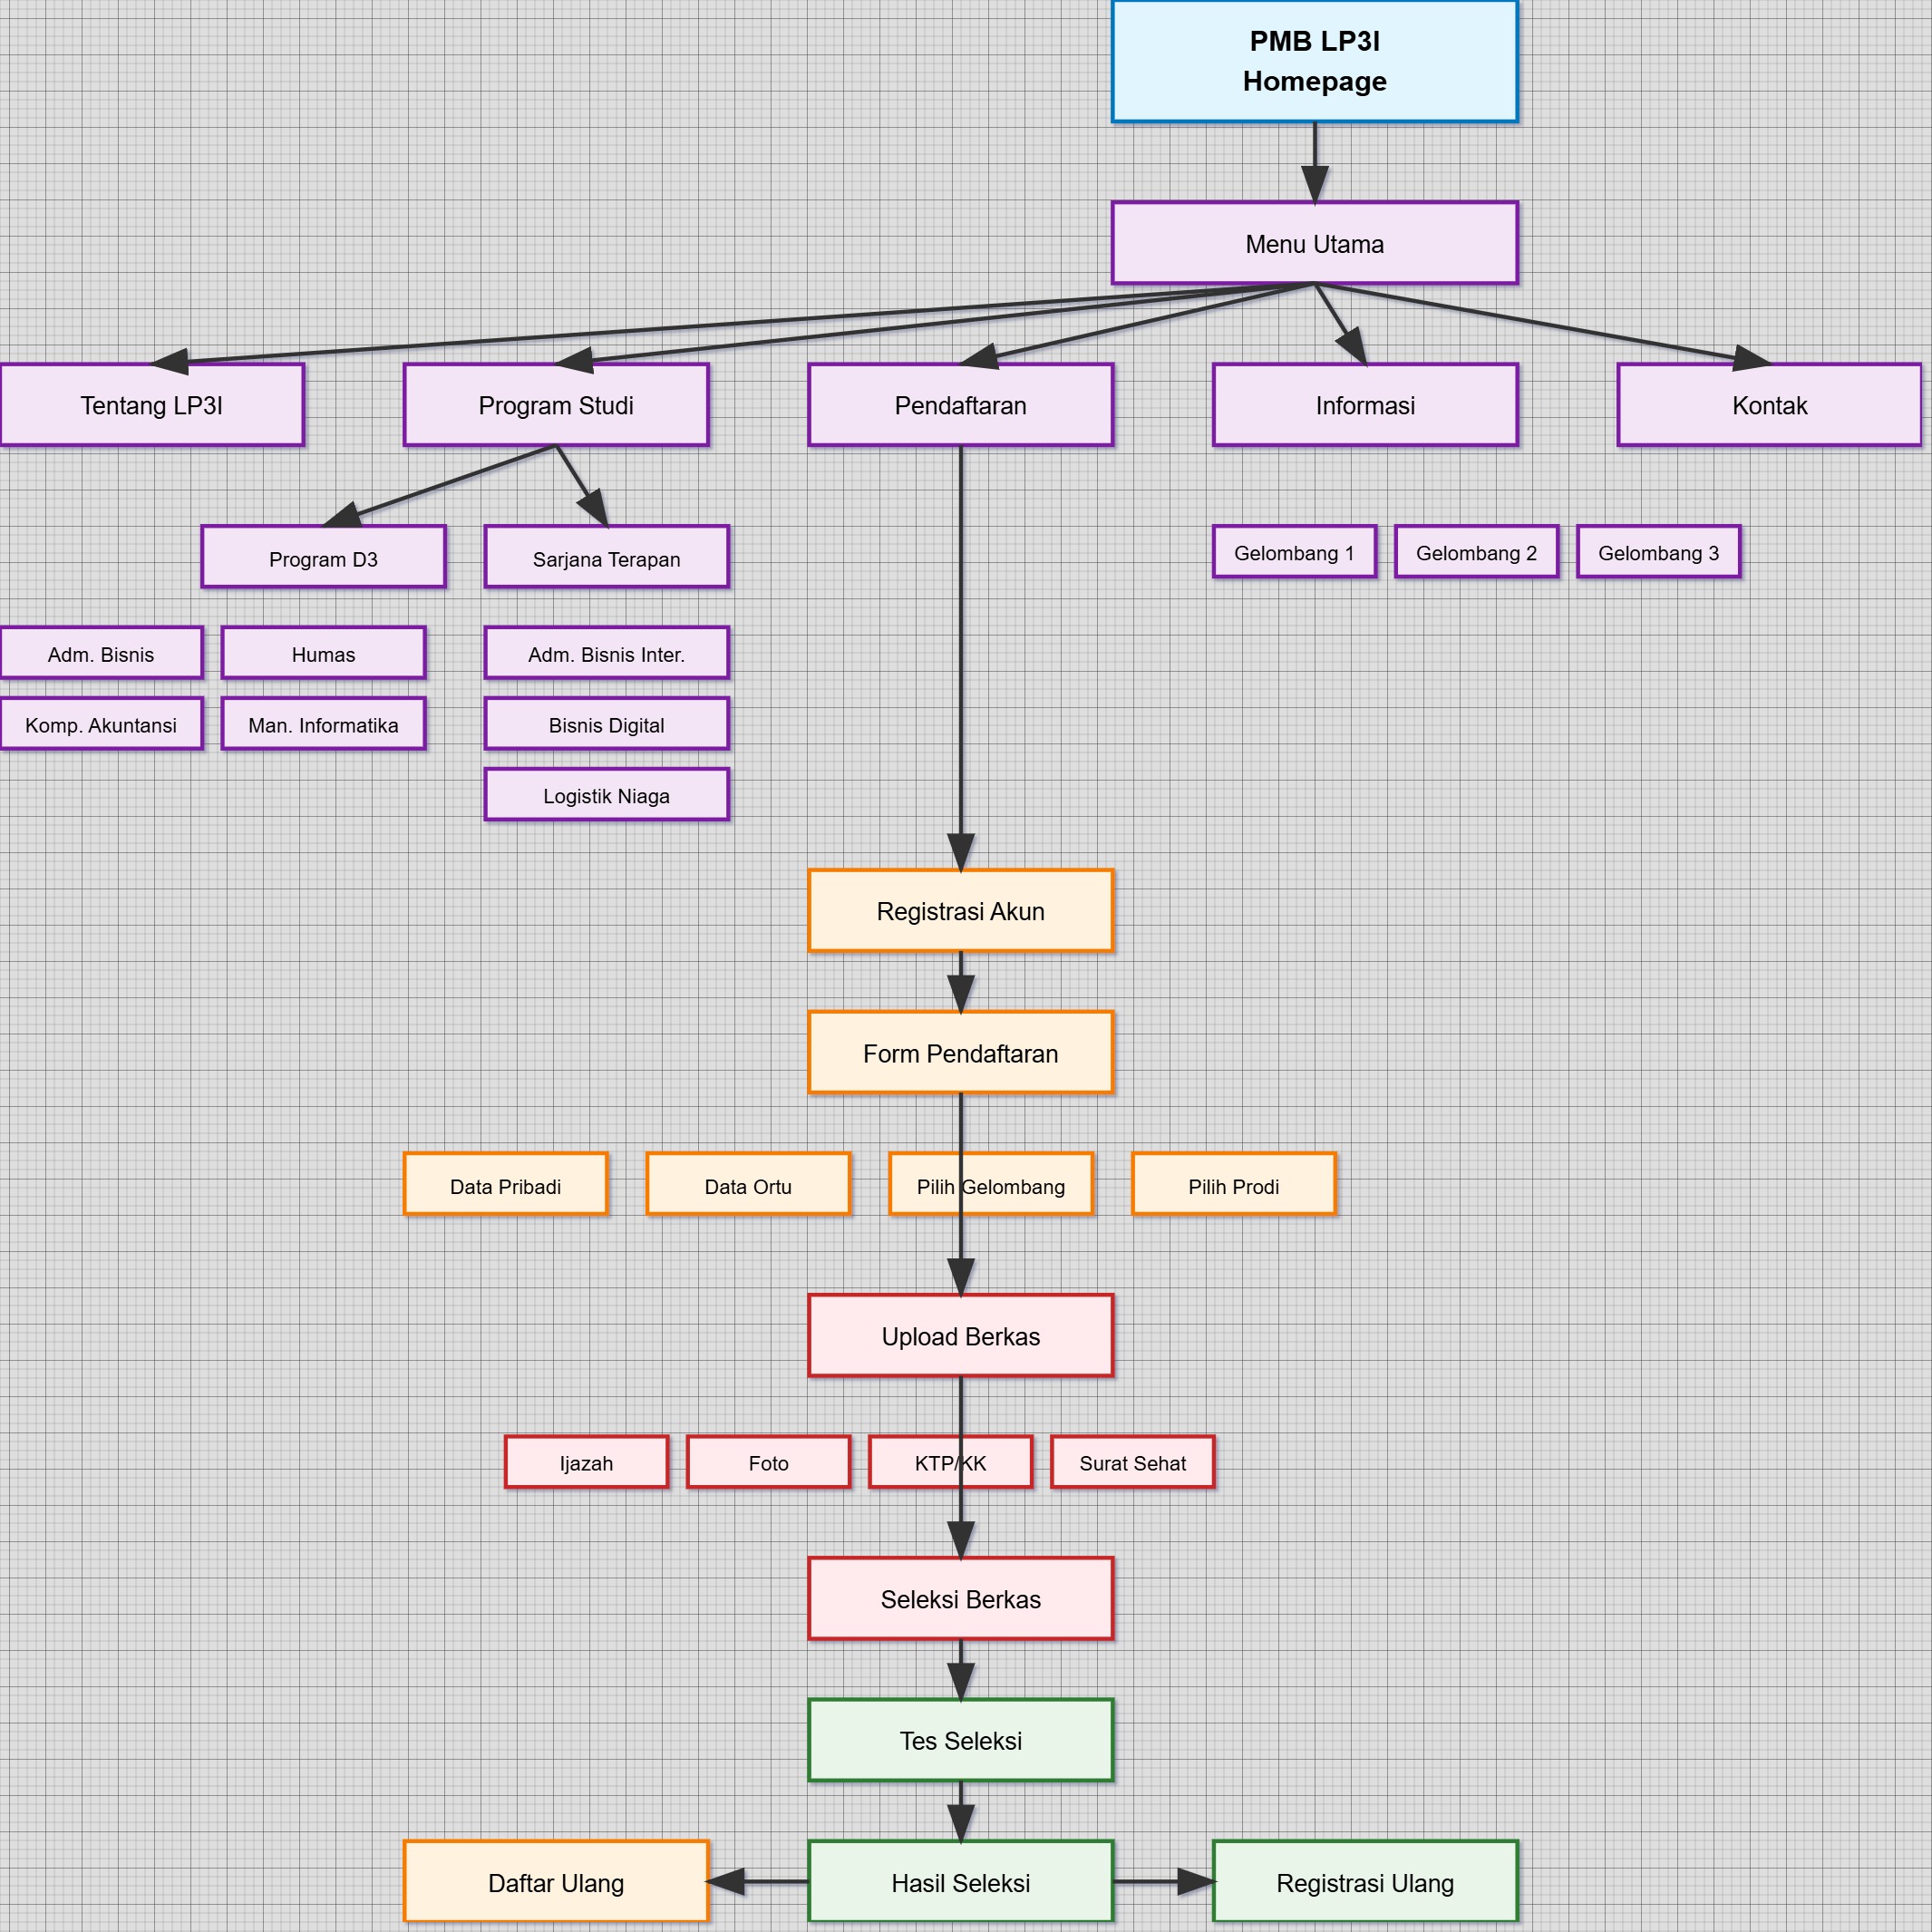 PMB LP3I
Homepage
Menu Utama
Tentang LP3I
Program Studi
Pendaftaran
Informasi
Kontak
Program D3
Sarjana Terapan
Gelombang 1
Gelombang 2
Gelombang 3
Adm. Bisnis
Humas
Adm. Bisnis Inter.
Komp. Akuntansi
Man. Informatika
Bisnis Digital
Logistik Niaga
Registrasi Akun
Form Pendaftaran
Data Pribadi
Data Ortu
Pilih Gelombang
Pilih Prodi
Upload Berkas
Ijazah
Foto
KTP/KK
Surat Sehat
Seleksi Berkas
Tes Seleksi
Daftar Ulang
Hasil Seleksi
Registrasi Ulang